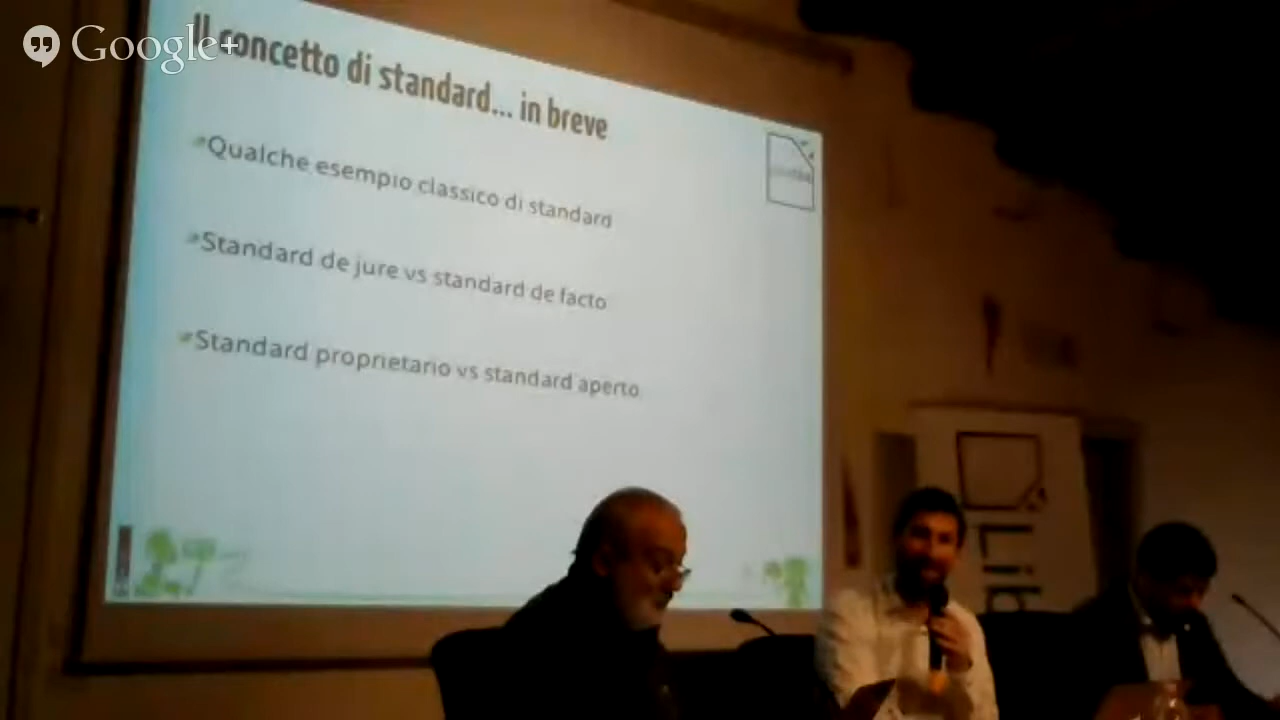 Google+
Il concetto di standard... in breve
Qualche esempio classico di standard
Standard de jure vs standard de facto
Standard proprietario vs standard aperto
Lib